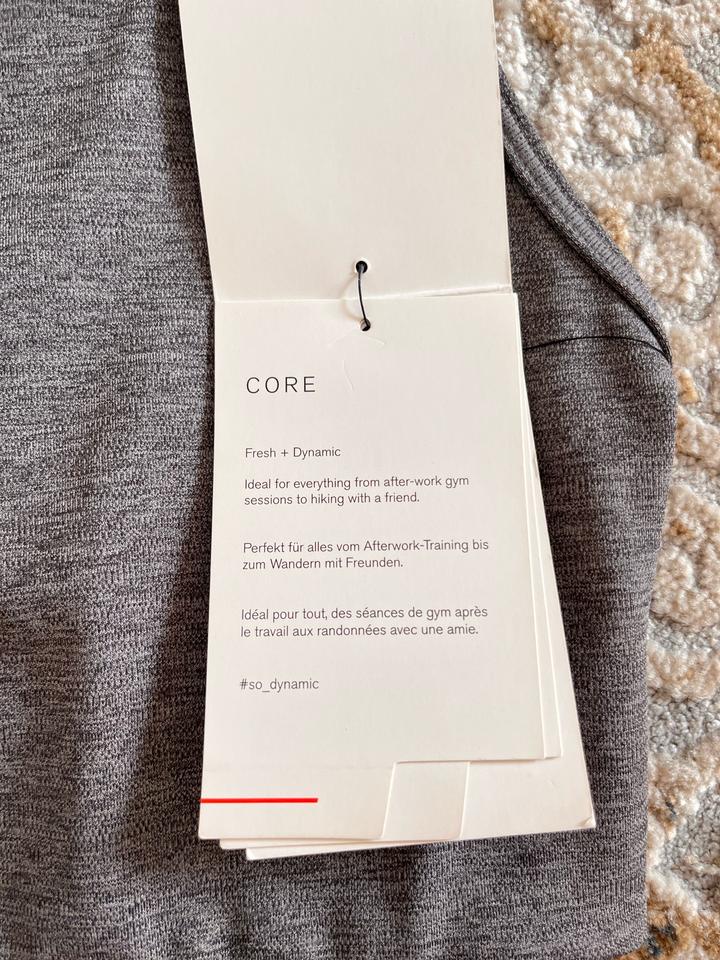 CORE
Fresh + Dynamic
Ideal for everything from after-work gym
sessions to hiking with a friend.
Perfekt für alles vom Afterwork-Training bis
zum Wandern mit Freunden.
Idéal pour tout, des séances de gym après
le travail aux randonnées avec une amie.
#so_dynamic